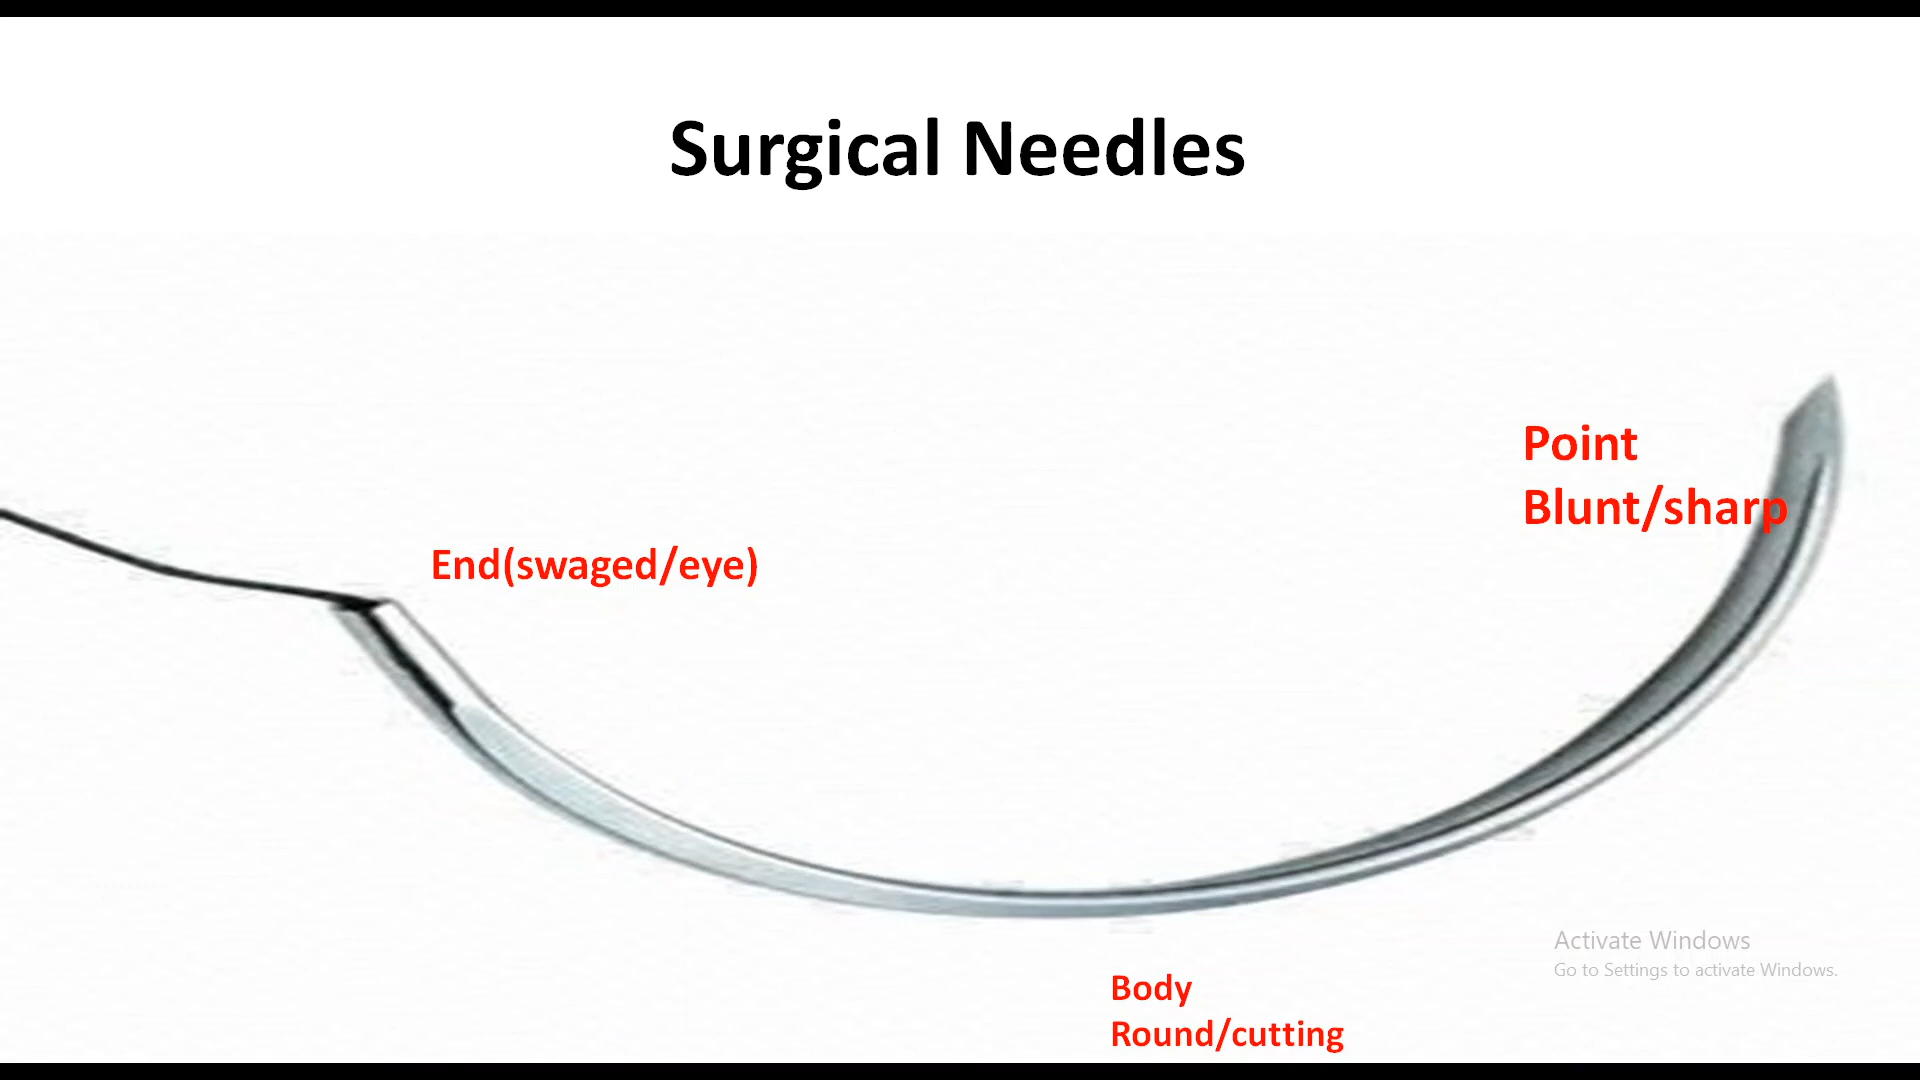 Surgical Needles
Point
Blunt/sharp
End(swaged/eye)
Activate Windows
Go to Settings to activate Windows.
Body
Round/cutting